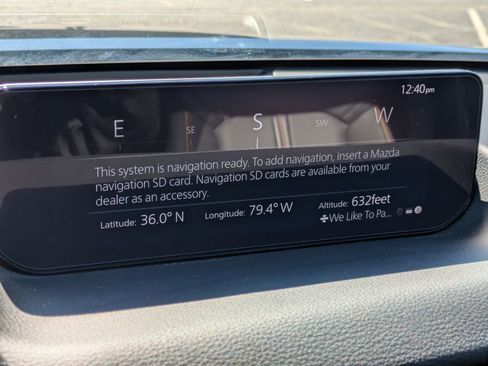 12:40pm
E SE S SW W
This system is navigation ready. To add navigation, insert a Mazda
navigation SD card. Navigation SD cards are available from your
dealer as an accessory.
Latitude: 36.0° N Longitude: 79.4° W Altitude: 632feet
We Like To Pa...